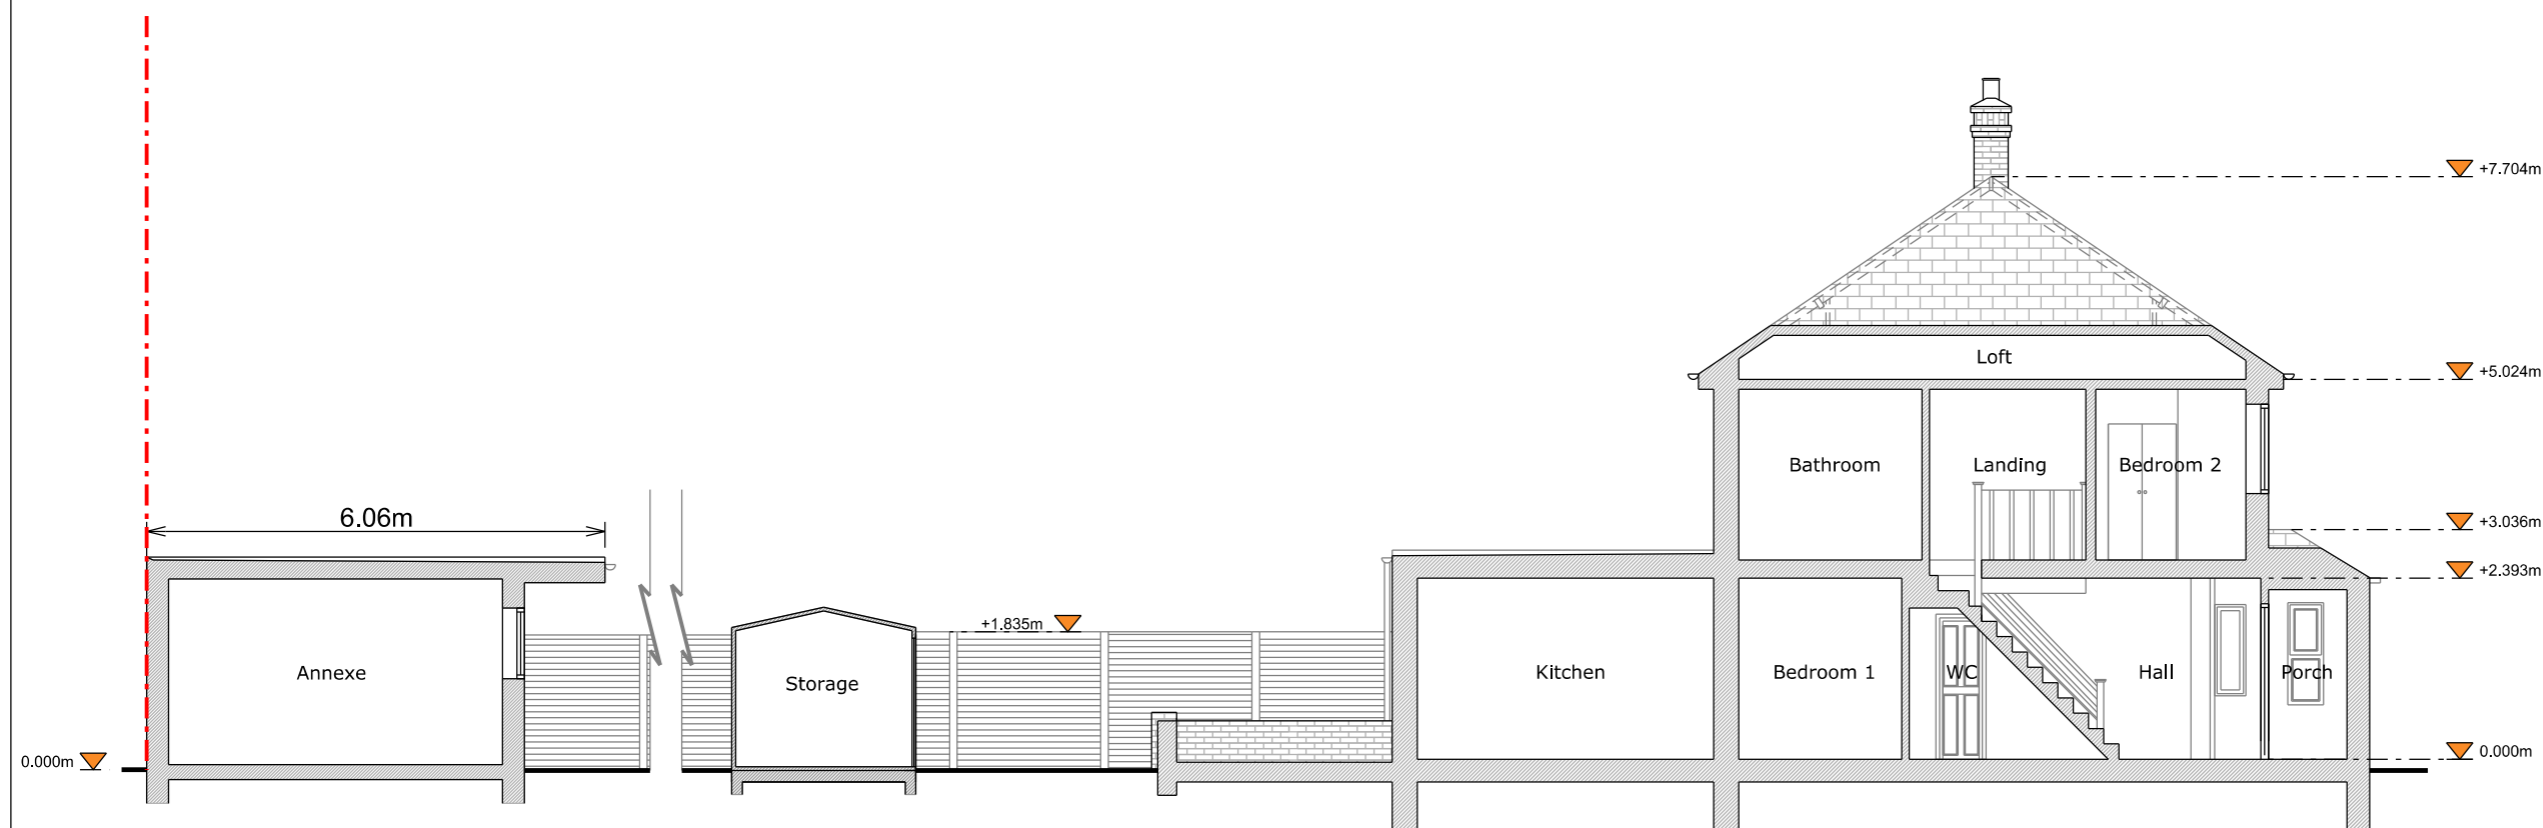 +7.704m
Loft
+5.024m
Bathroom
Landing
Bedroom 2
6.06m
+3.036m
+2.393m
+1.835m
Annexe
Storage
Kitchen
Bedroom 1
WC
Hall
Porch
0.000m
0.000m